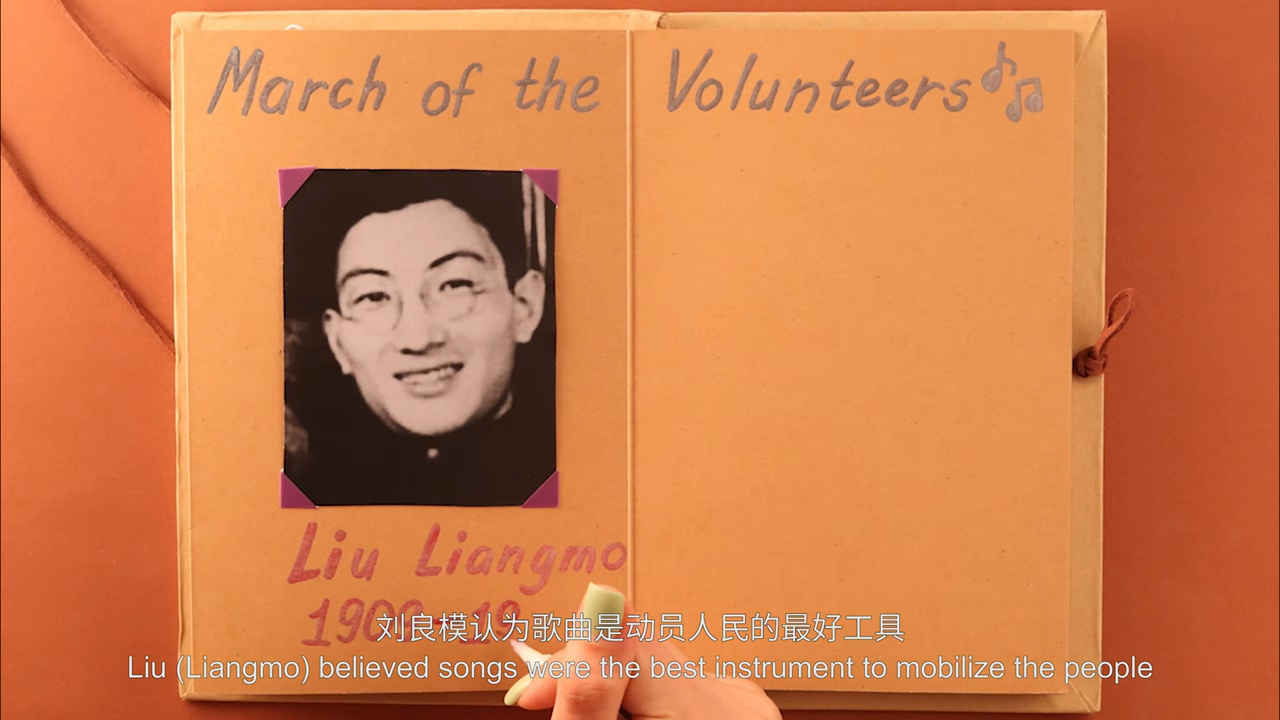 March of the Volunteers
Liu Liangmo
刘良模认为歌曲是动员人民的最好工具
Liu (Liangmo) believed songs were the best instrument to mobilize the people